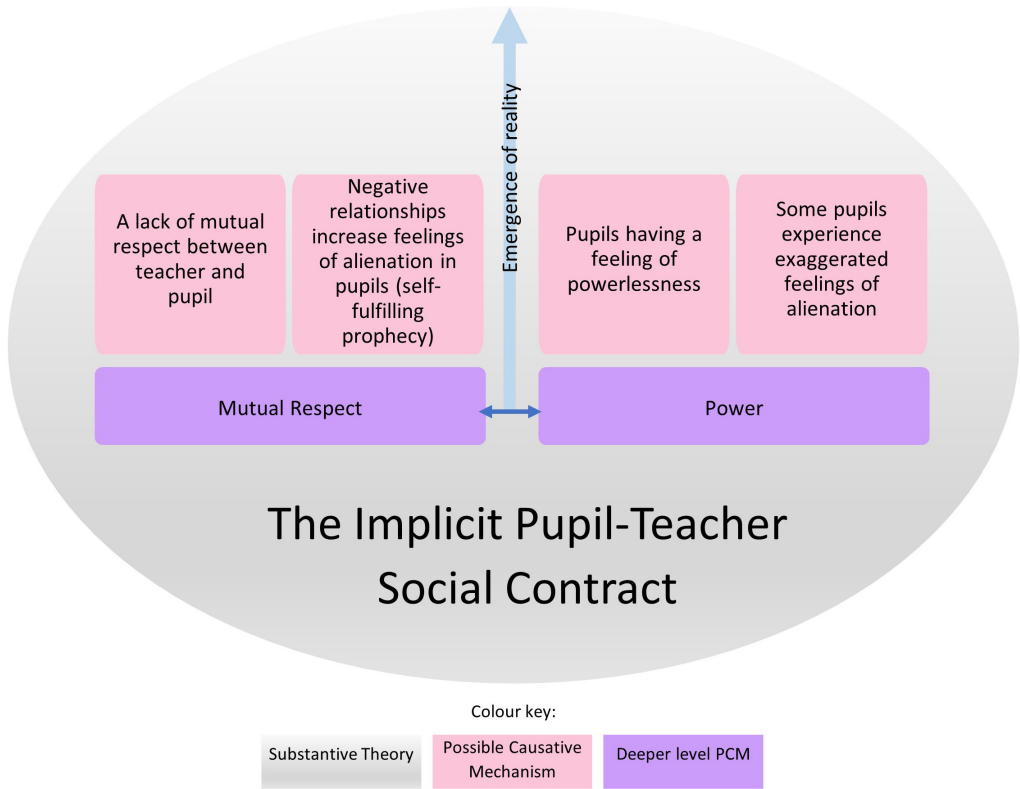 Emergence of reality
A lack of mutual
respect between
teacher and
pupil
Negative
relationships
increase feelings
of alienation in
pupils (self-
fulfilling
prophecy)
Pupils having a
feeling of
powerlessness
Some pupils
experience
exaggerated
feelings of
alienation
Mutual Respect
Power
The Implicit Pupil-Teacher
Social Contract
Colour key:
Substantive Theory
Possible Causative
Mechanism
Deeper level PCM